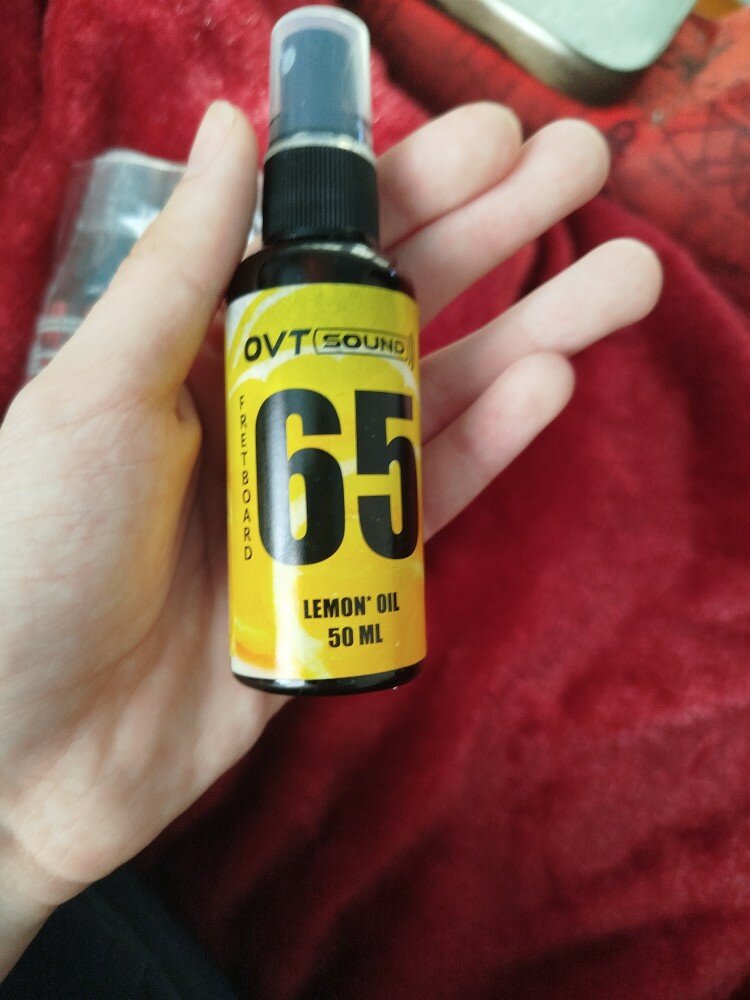 OVT SOUND
FRETBOARD
65
LEMON* OIL
50 ML